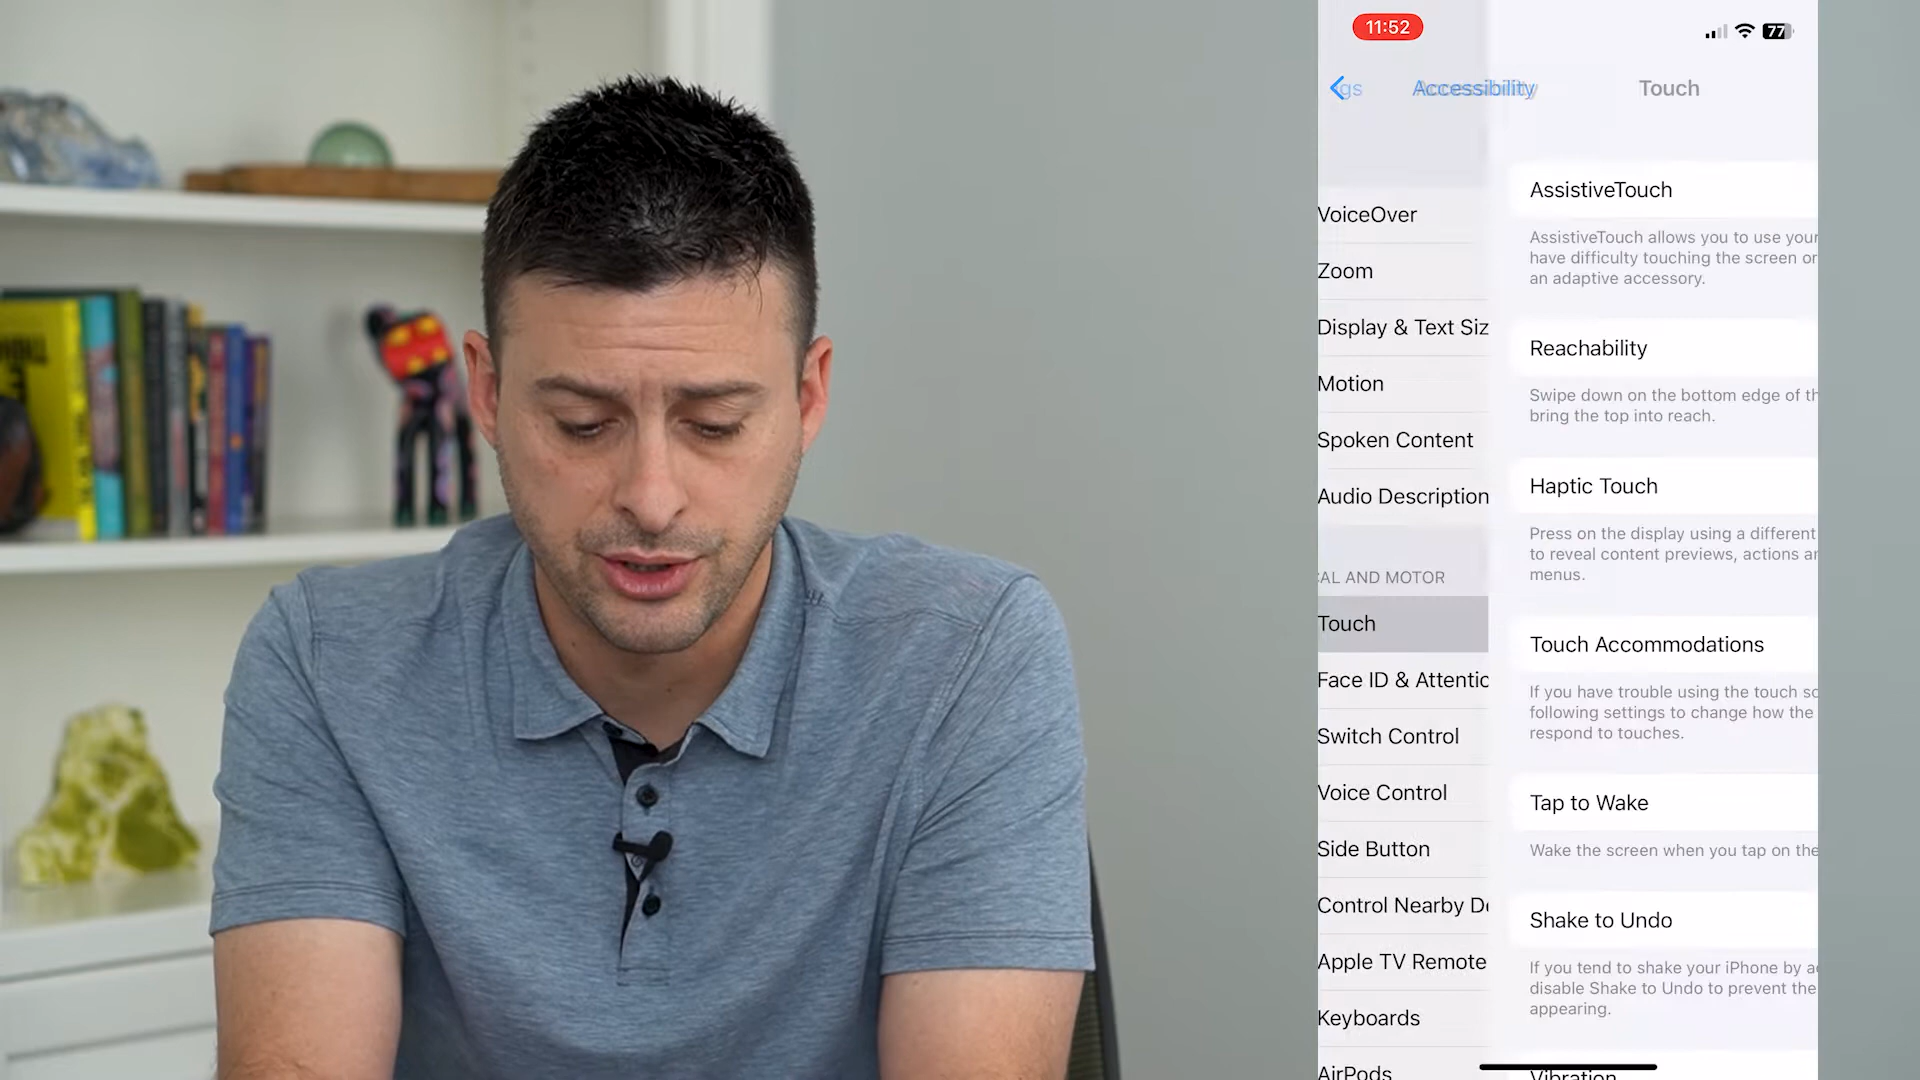 11:52
77
gs
Accessibility
Touch
VoiceOver
Zoom
Display & Text Siz
Motion
Spoken Content
Audio Description
CAL AND MOTOR
Touch
Face ID & Attentic
Switch Control
Voice Control
Side Button
Control Nearby De
Apple TV Remote
Keyboards
AirPods
AssistiveTouch
AssistiveTouch allows you to use your
have difficulty touching the screen or
an adaptive accessory.
Reachability
Swipe down on the bottom edge of th
bring the top into reach.
Haptic Touch
Press on the display using a different
to reveal content previews, actions an
menus.
Touch Accommodations
If you have trouble using the touch sc
following settings to change how the
respond to touches.
Tap to Wake
Wake the screen when you tap on the
Shake to Undo
If you tend to shake your iPhone by ac
disable Shake to Undo to prevent the
appearing.
Vibration